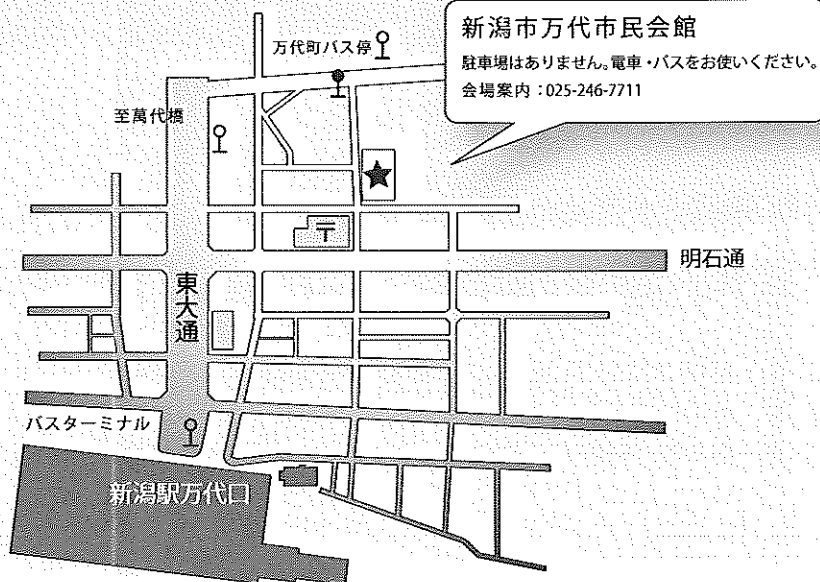 新潟市万代市民会館
駐車場はありません。電車・バスをお使いください。
会場案内：025-246-7711
万代町バス停
至萬代橋
〒
明石通
東大通
バスターミナル
新潟駅万代口